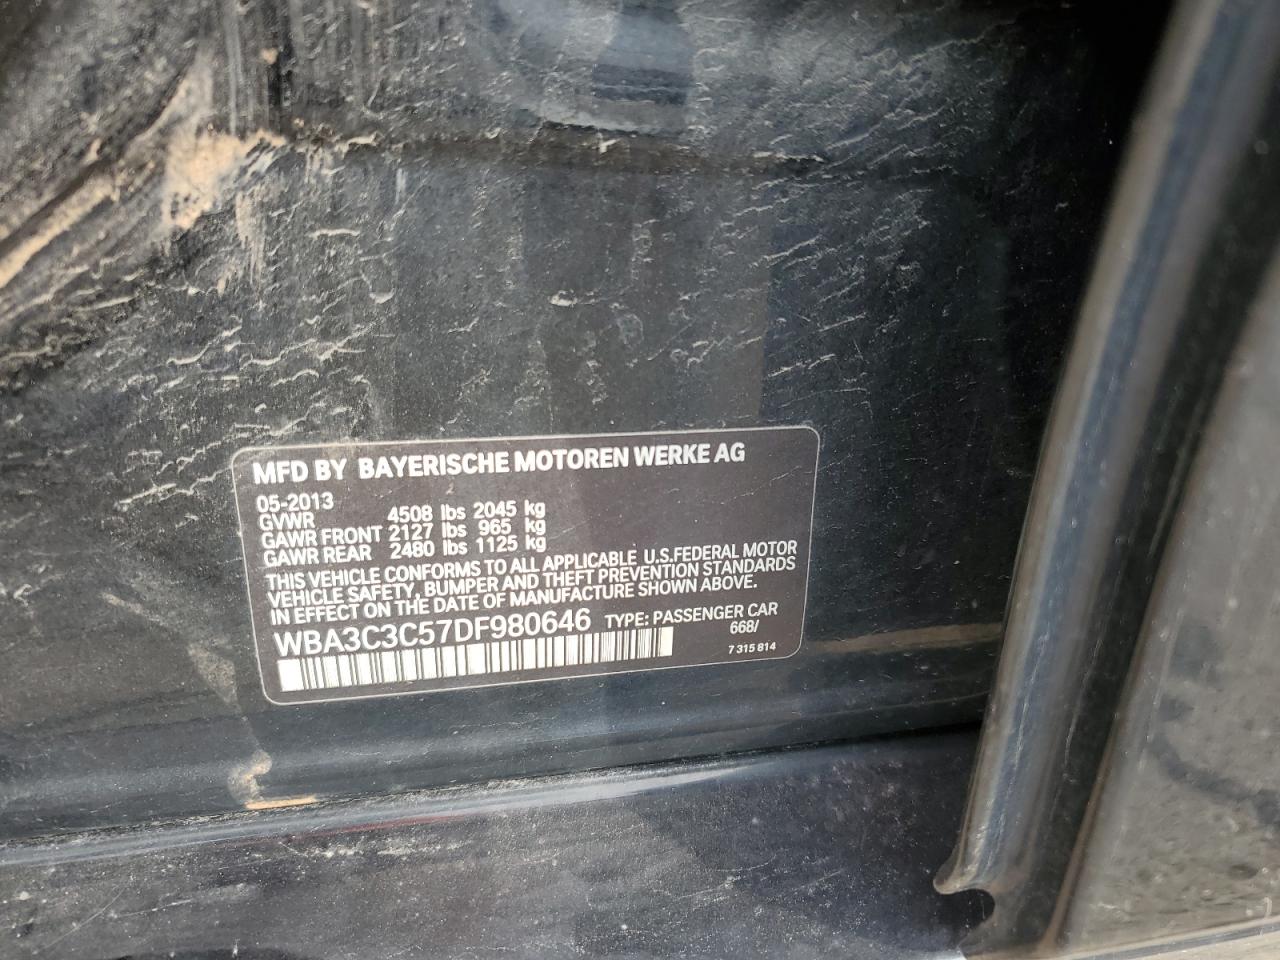 MFD BY BAYERISCHE MOTOREN WERKE AG
05-2013
GVWR 4508 lbs 2045 kg
GAWR FRONT 2127 lbs 965 kg
GAWR REAR 2480 lbs 1125 kg
THIS VEHICLE CONFORMS TO ALL APPLICABLE U.S.FEDERAL MOTOR
VEHICLE SAFETY, BUMPER AND THEFT PREVENTION STANDARDS
IN EFFECT ON THE DATE OF MANUFACTURE SHOWN ABOVE.
WBA3C3C57DF980646 TYPE: PASSENGER CAR
668/
7 315 814